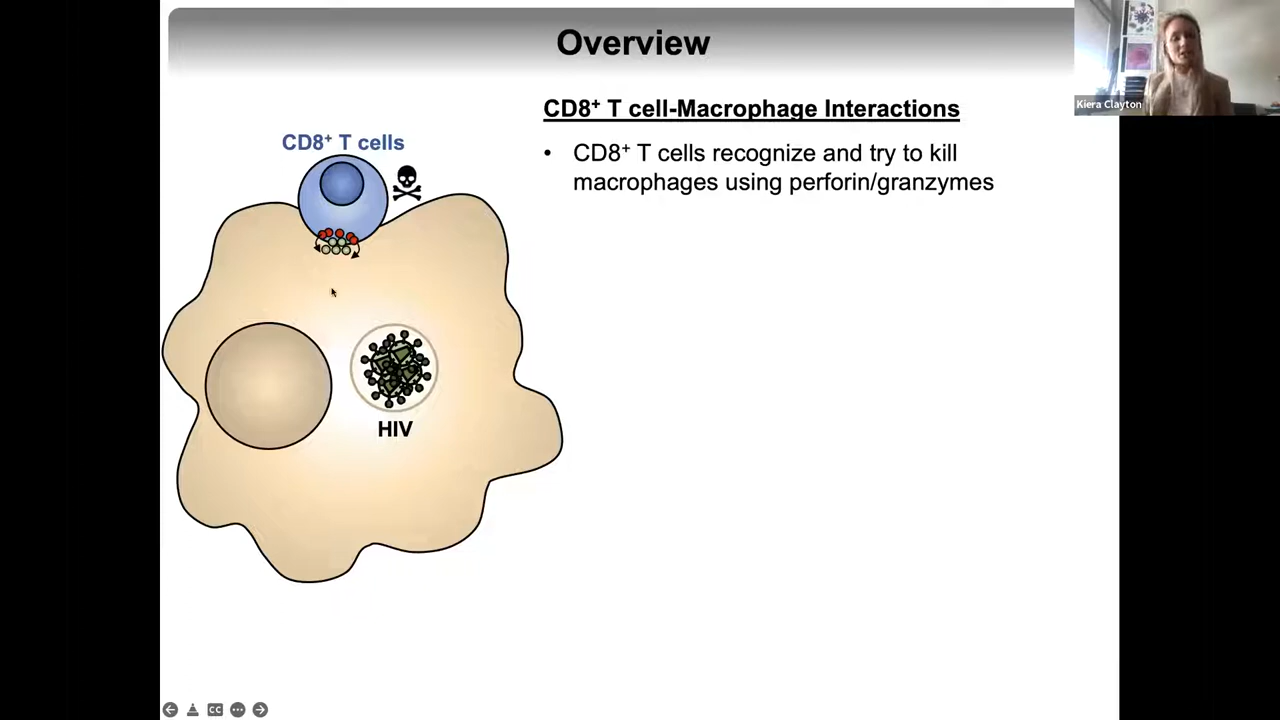 Overview
Kiera Clayton
CD8⁺ T cell-Macrophage Interactions
CD8⁺ T cells
• CD8⁺ T cells recognize and try to kill
macrophages using perforin/granzymes
HIV
CC